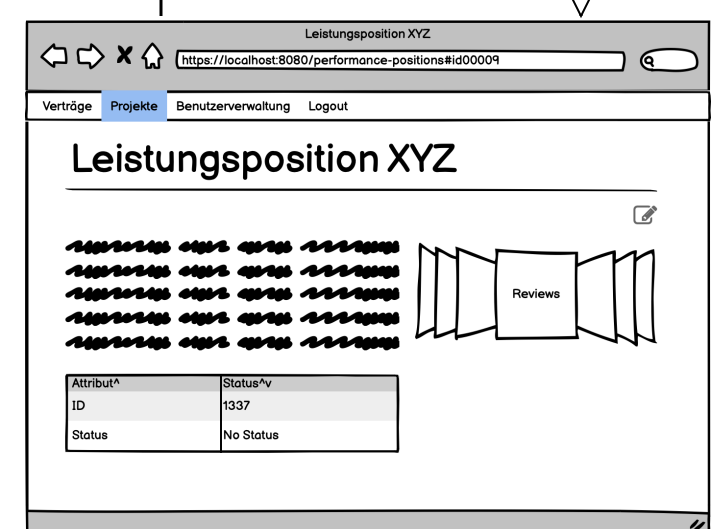 Leistungsposition XYZ
https://localhost:8080/performance-positions#id00009
Verträge Projekte Benutzerverwaltung Logout
Leistungsposition XYZ
Reviews
Attribut^ Status^v
ID 1337
Status No Status